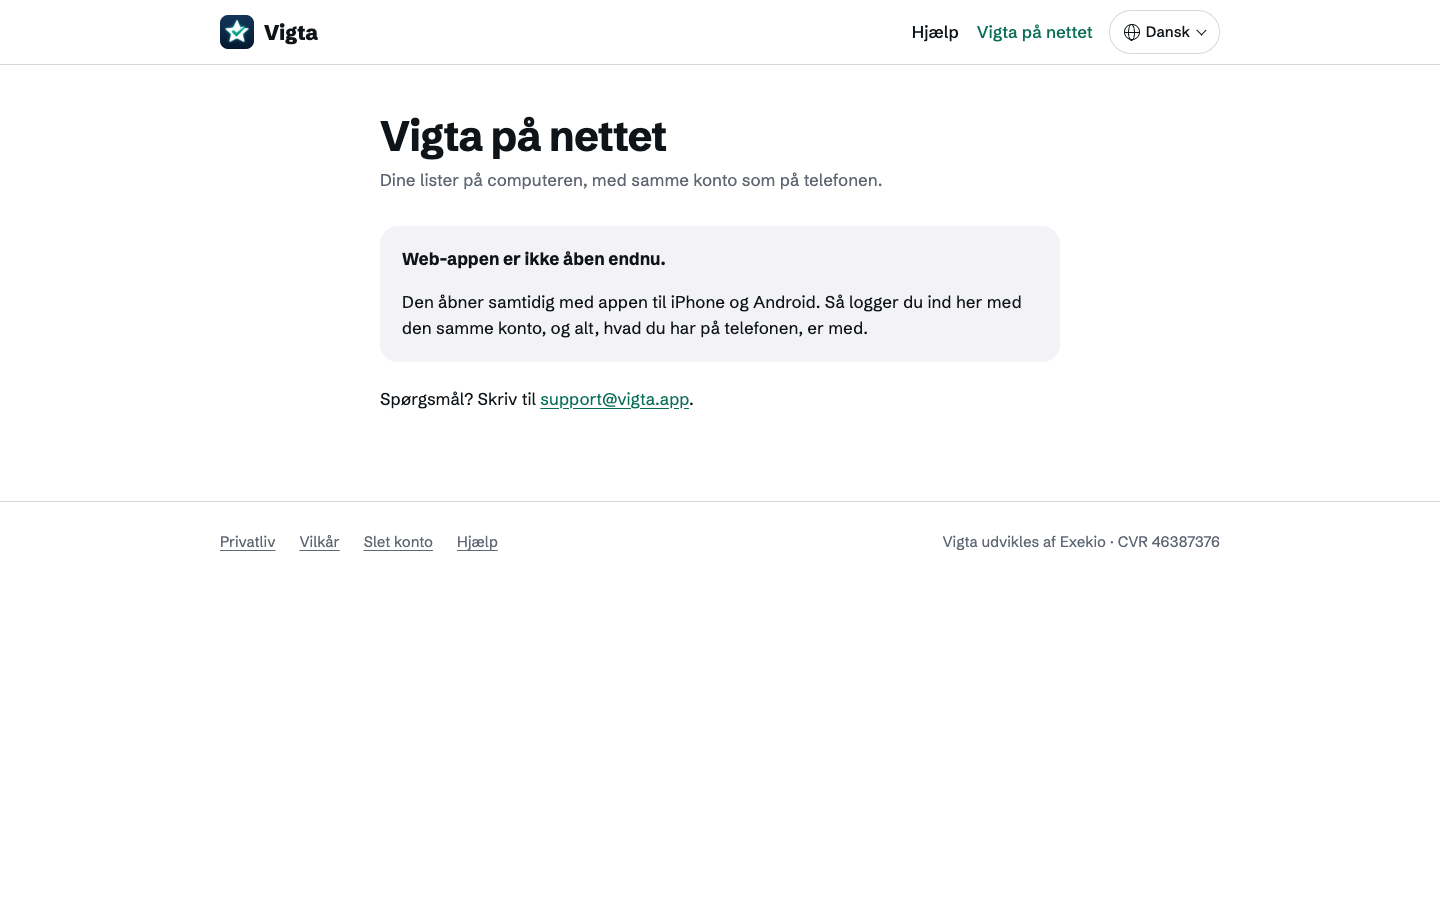 Vigta
Hjælp
Vigta på nettet
Dansk
Vigta på nettet
Dine lister på computeren, med samme konto som på telefonen.
Web-appen er ikke åben endnu.
Den åbner samtidig med appen til iPhone og Android. Så logger du ind her med
den samme konto, og alt, hvad du har på telefonen, er med.
Spørgsmål? Skriv til support@vigta.app.
Privatliv
Vilkår
Slet konto
Hjælp
Vigta udvikles af Exekio · CVR 46387376